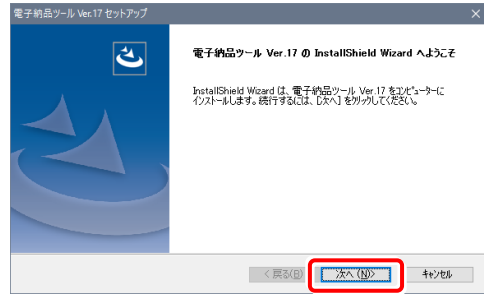 電子納品ツール Ver.17 セットアップ
電子納品ツール Ver.17 の InstallShield Wizard へようこそ
InstallShield Wizard は、電子納品ツール Ver.17 をコンピューターに
インストールします。続行するには、[次へ] をクリックしてください。
< 戻る(B) 次へ (N)> キャンセル